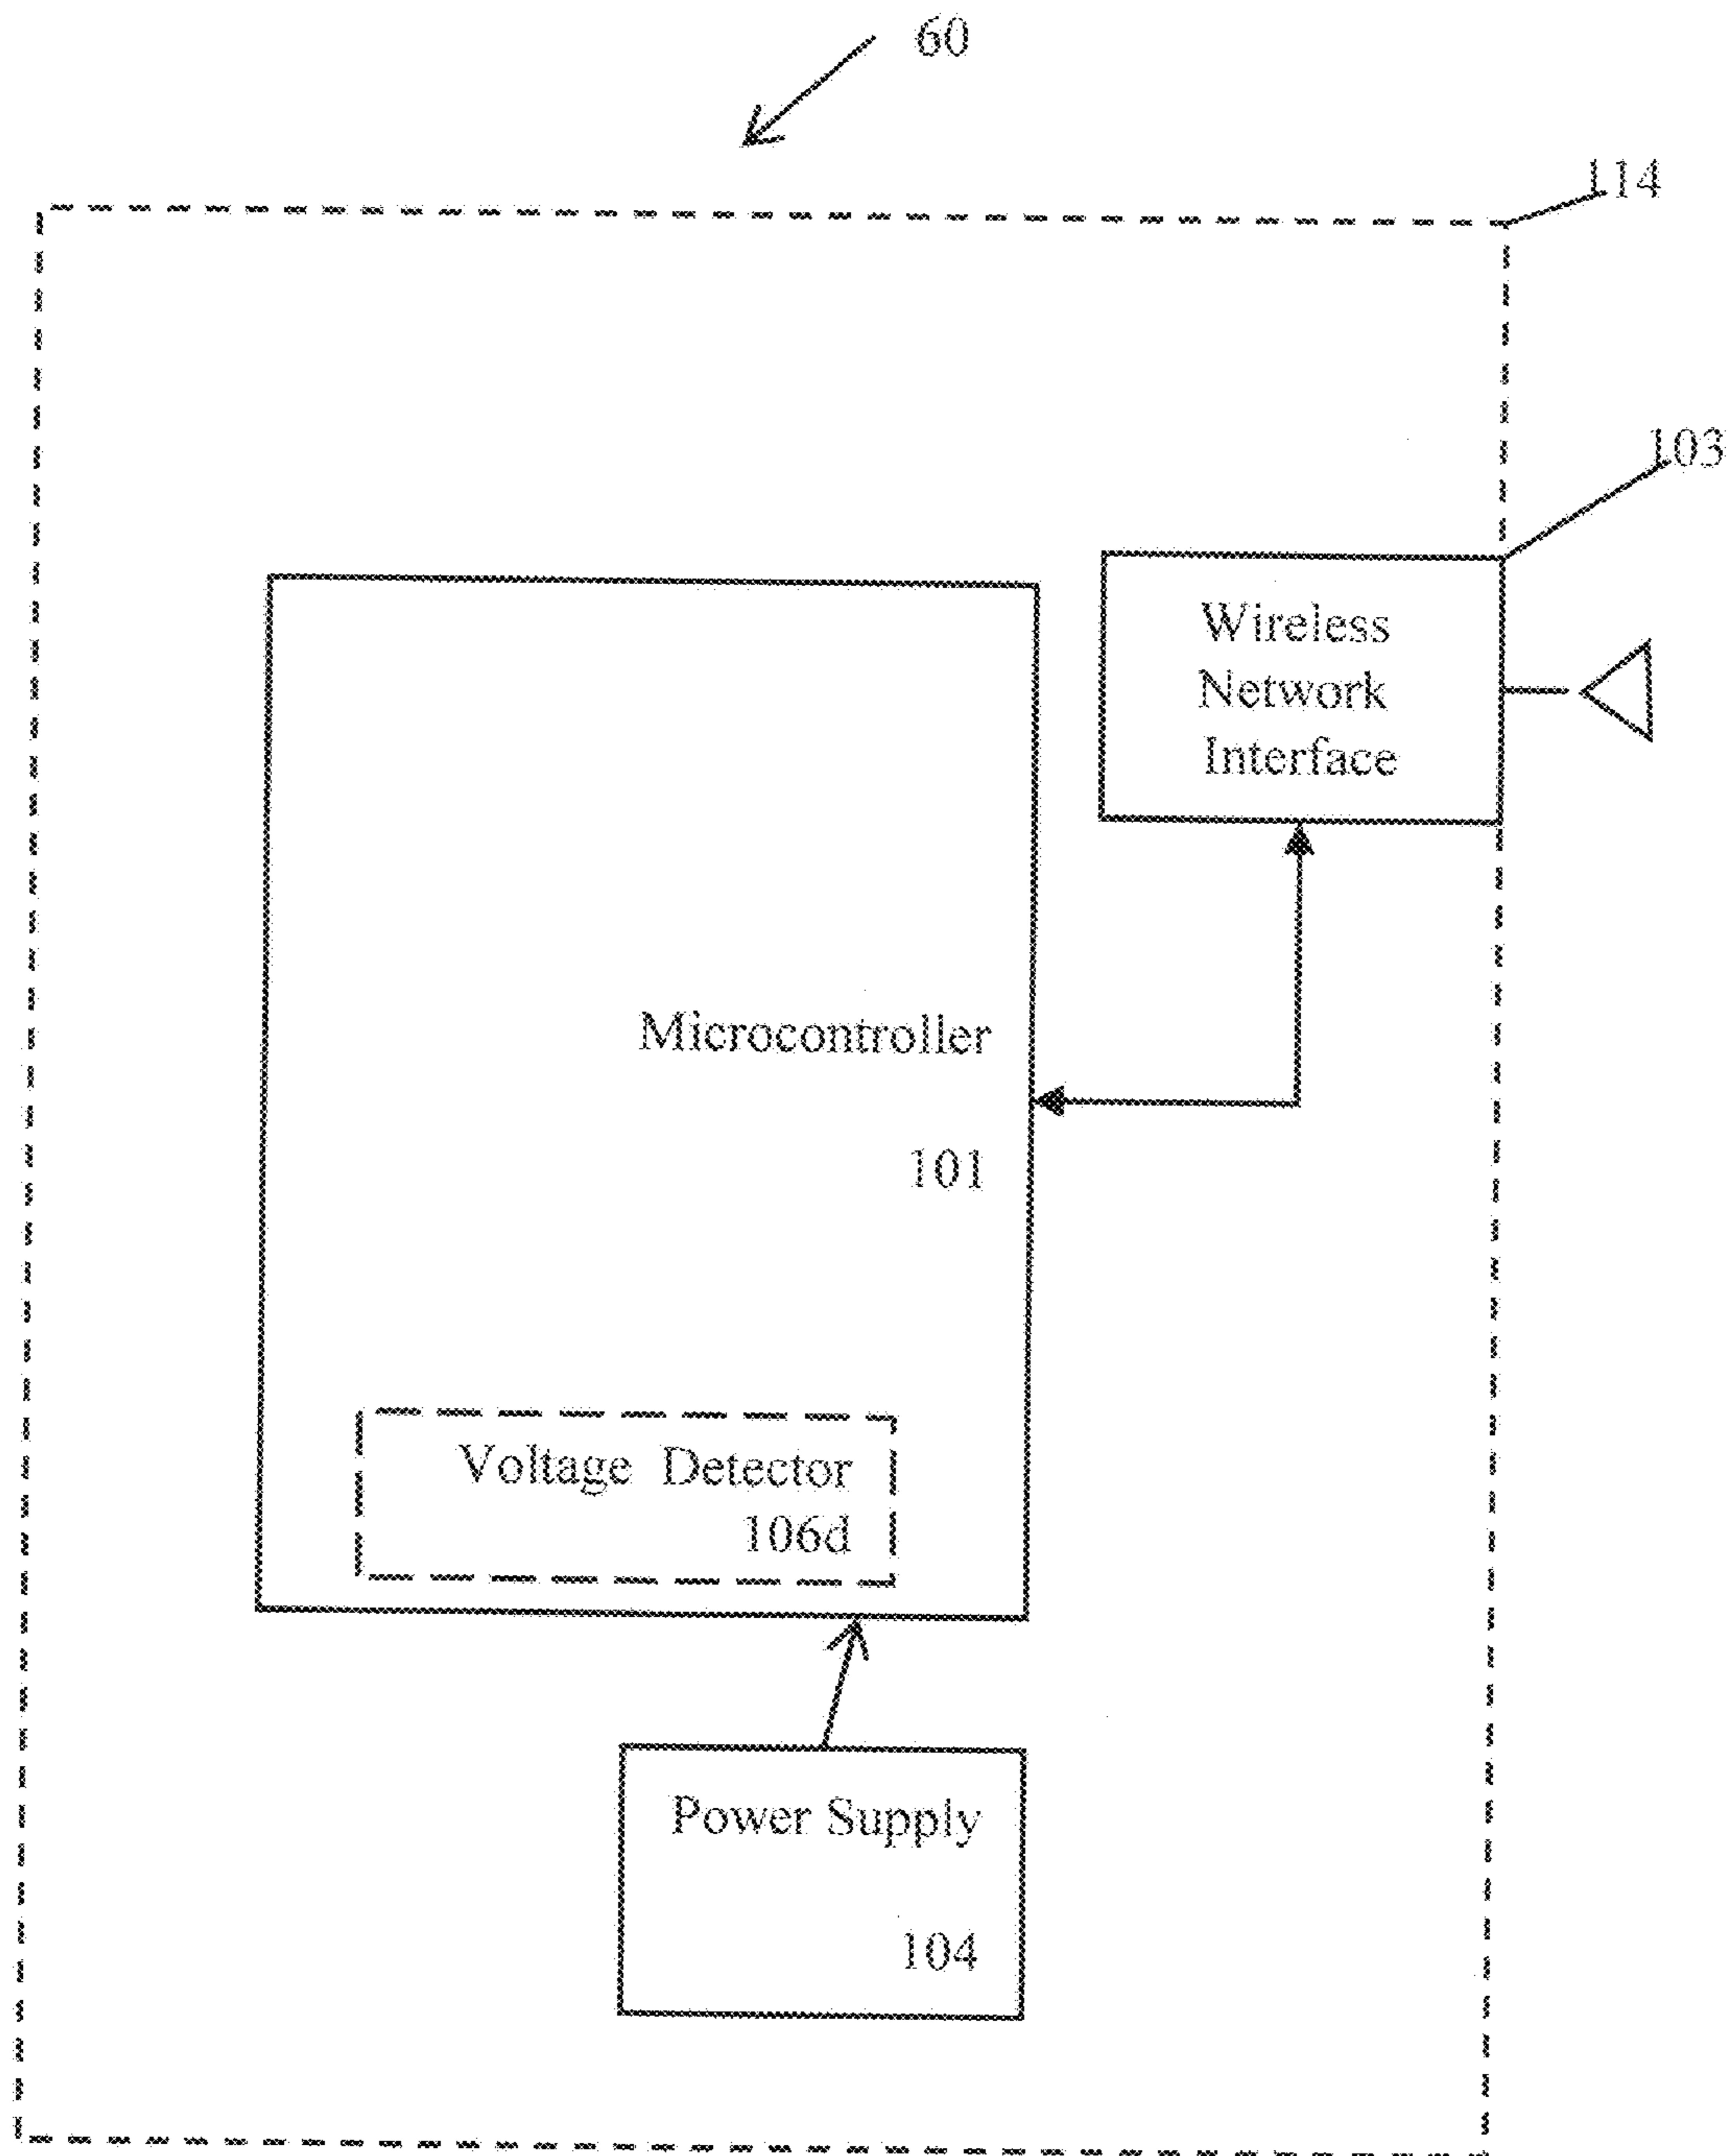 60
114
103
Wireless
Network
Interface
Microcontroller
101
Voltage Detector
106d
Power Supply
104